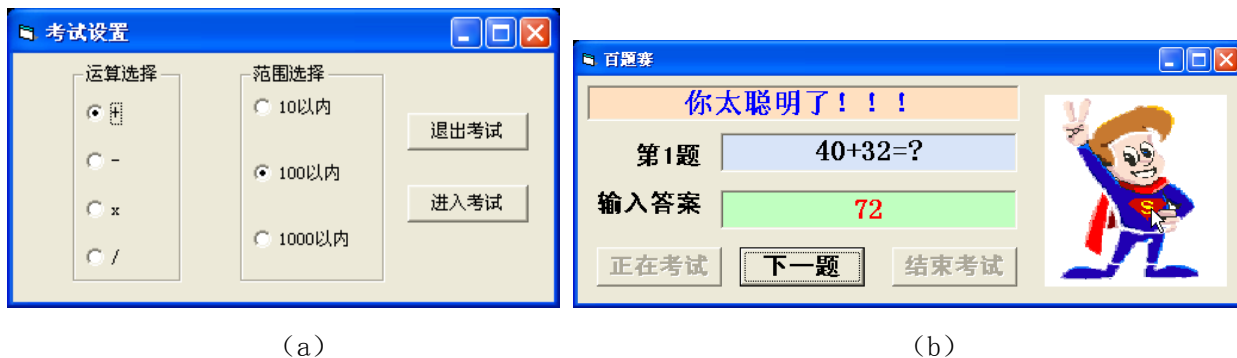 考试设置
运算选择
+
-
x
/
范围选择
10以内
100以内
1000以内
退出考试
进入考试
(a)
百题赛
你太聪明了！！！
第1题
40+32=?
输入答案
72
正在考试
下一题
结束考试
S
(b)